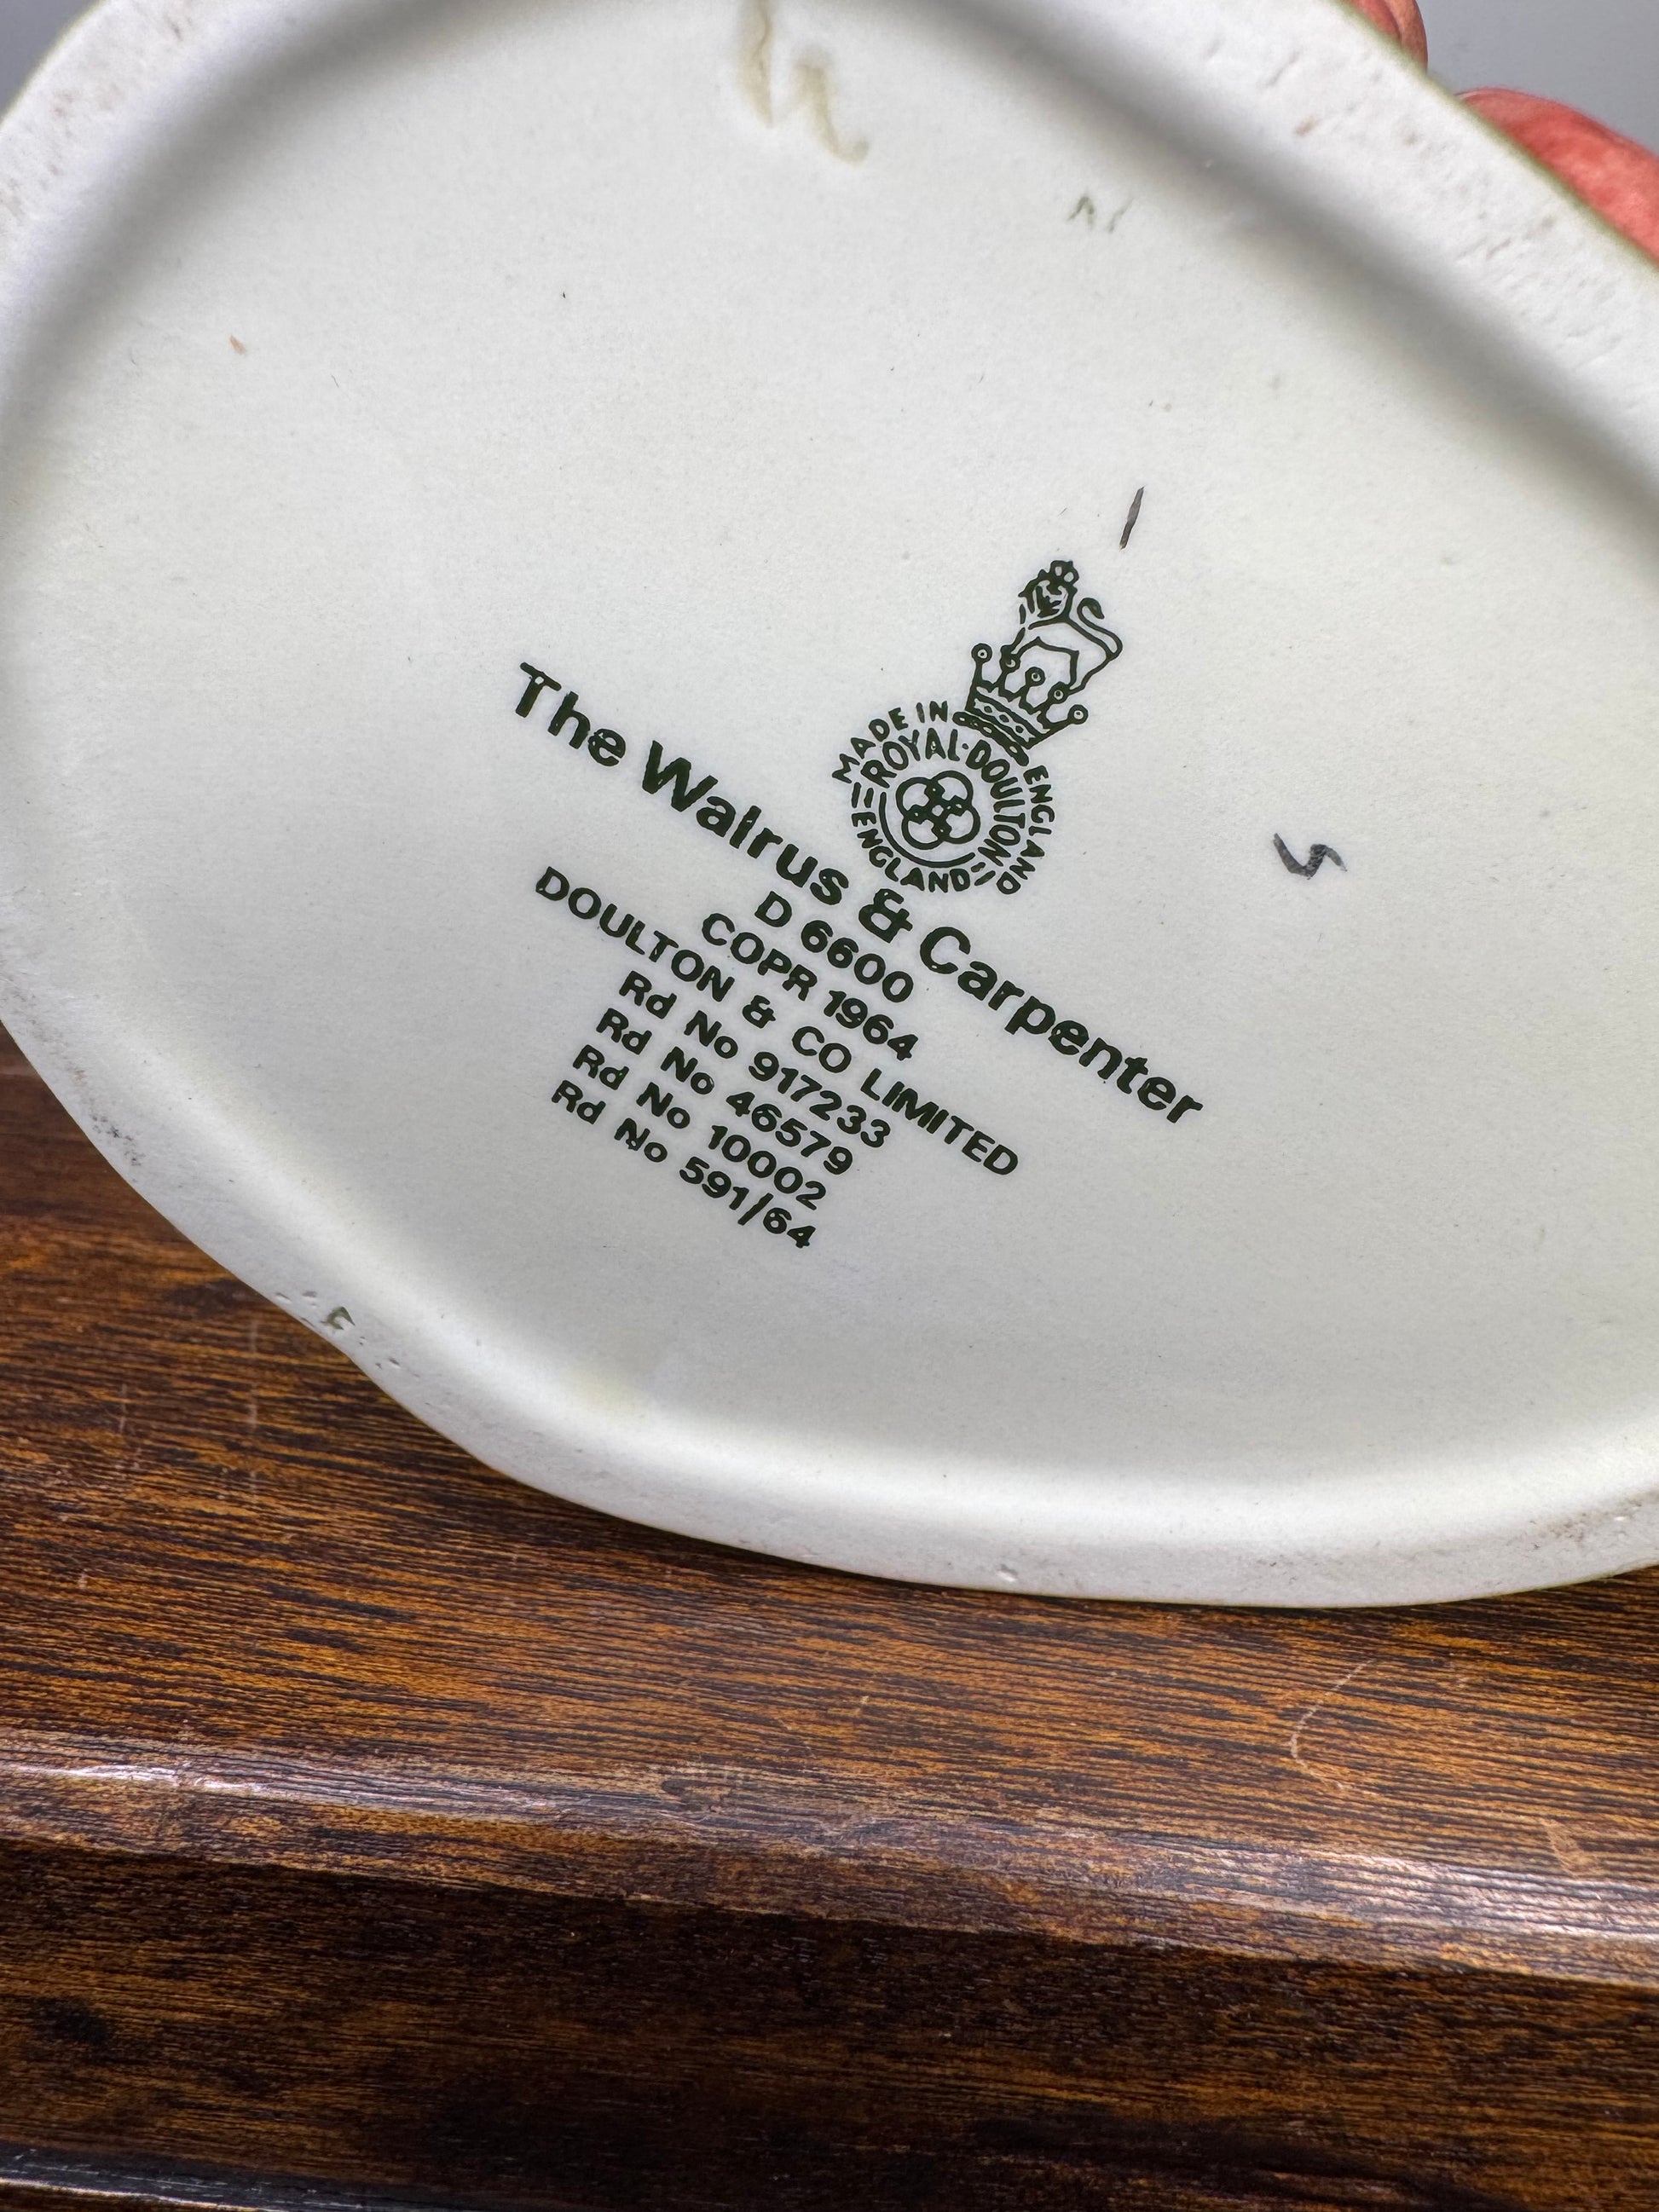 MADE IN ENGLAND
ROYAL·DOULTON
ENGLAND
The Walrus & Carpenter
D 6600
COPR 1964
DOULTON & CO LIMITED
Rd No 917233
Rd No 46579
Rd No 10002
Rd No 591/64